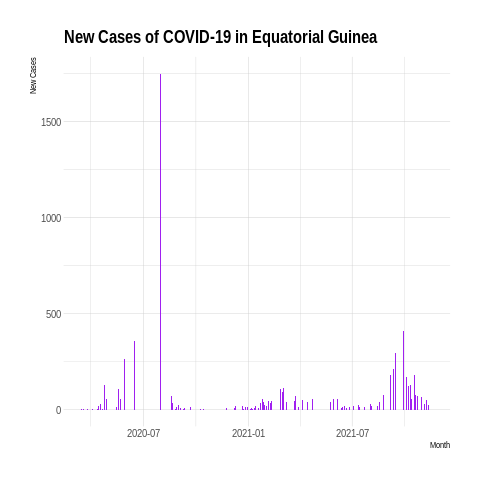 New Cases of COVID-19 in Equatorial Guinea
New Cases
1500
1000
500
0
2020-07
2021-01
2021-07
Month